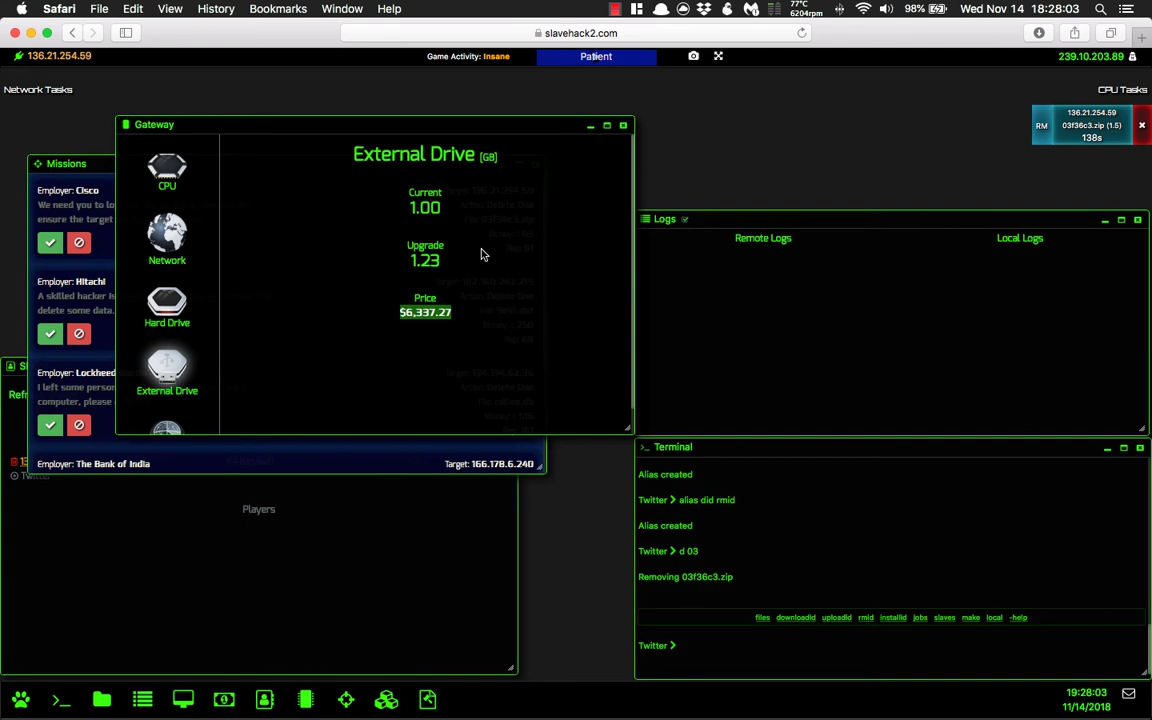 Safari File Edit View History Bookmarks Window Help
77°C
6204rpm
98%
Wed Nov 14 18:28:03
slavehack2.com
136.21.254.59
Game Activity: Insane
Patient
239.10.203.89
Network Tasks
CPU Tasks
RM
136.21.254.59
03f36c3.zip (1.5)
138s
Gateway
CPU
Network
Hard Drive
External Drive
External Drive [GB]
Current
1.00
Upgrade
1.23
Price
$6,337.27
Missions
Employer: Cisco
We need you to lo
ensure the target
Employer: Hitachi
A skilled hacker is
delete some data.
Employer: Lockheed
I left some person
computer, please
Employer: The Bank of India
Target: 166.178.6.240
Refr
Players
Logs
Remote Logs
Local Logs
>_ Terminal
Alias created
Twitter > alias did rmid
Alias created
Twitter > d 03
Removing 03f36c3.zip
files downloadid uploadid rmid installid jobs slaves make local -help
Twitter >
19:28:03
11/14/2018